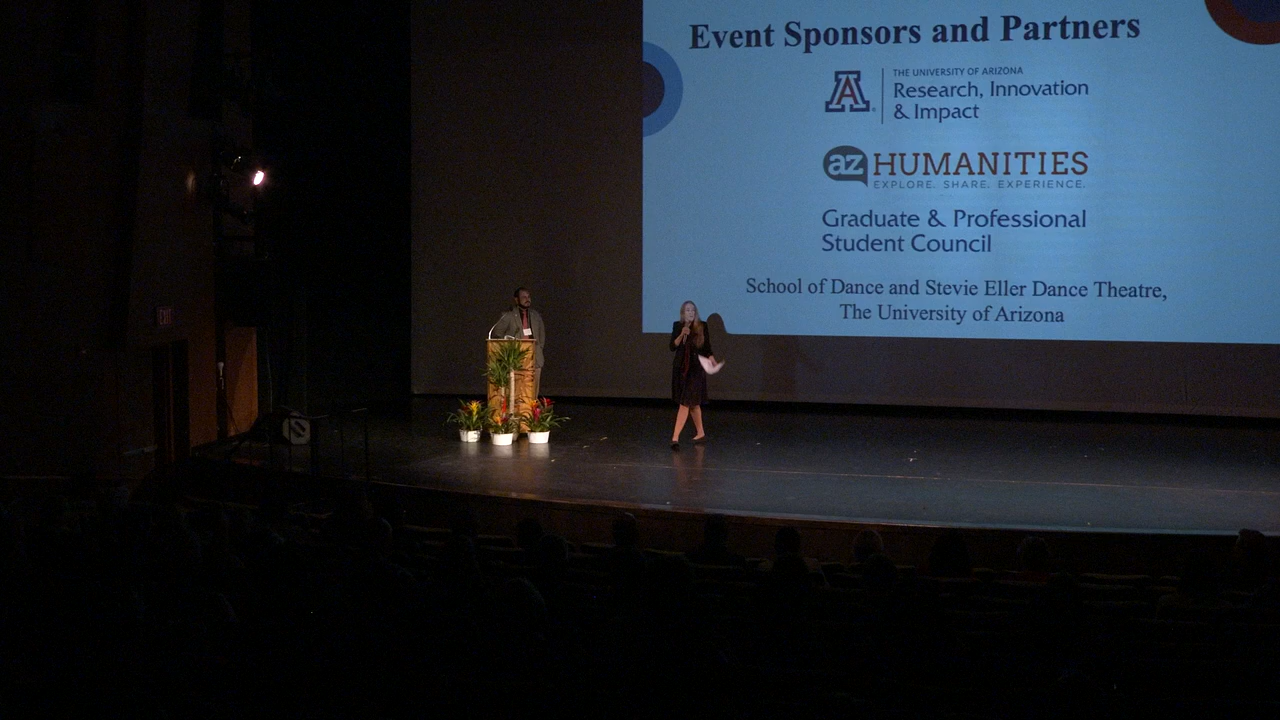 Event Sponsors and Partners
THE UNIVERSITY OF ARIZONA
Research, Innovation
& Impact
A
az HUMANITIES
EXPLORE. SHARE. EXPERIENCE.
Graduate & Professional
Student Council
School of Dance and Stevie Eller Dance Theatre,
The University of Arizona
EXIT